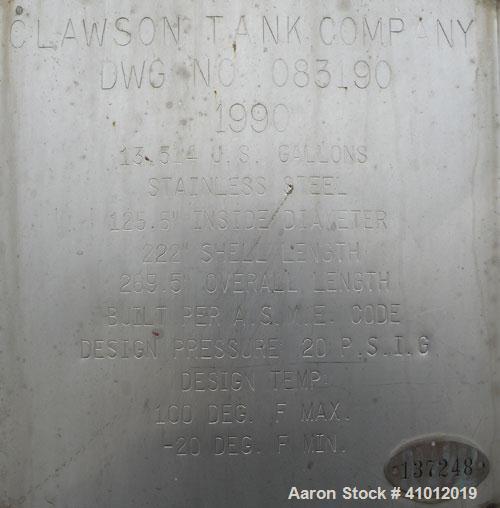 CLAWSON TANK COMPANY
DWG NO. 083190
1990
13,514 U.S. GALLONS
STAINLESS STEEL
125.5" INSIDE DIAMETER
222" SHELL LENGTH
289.5" OVERALL LENGTH
BUILT PER A.S.M.E. CODE
DESIGN PRESSURE 20 P.S.I.G
DESIGN TEMP.
100 DEG. F MAX.
-20 DEG. F MIN.
137248
Aaron Stock # 41012019